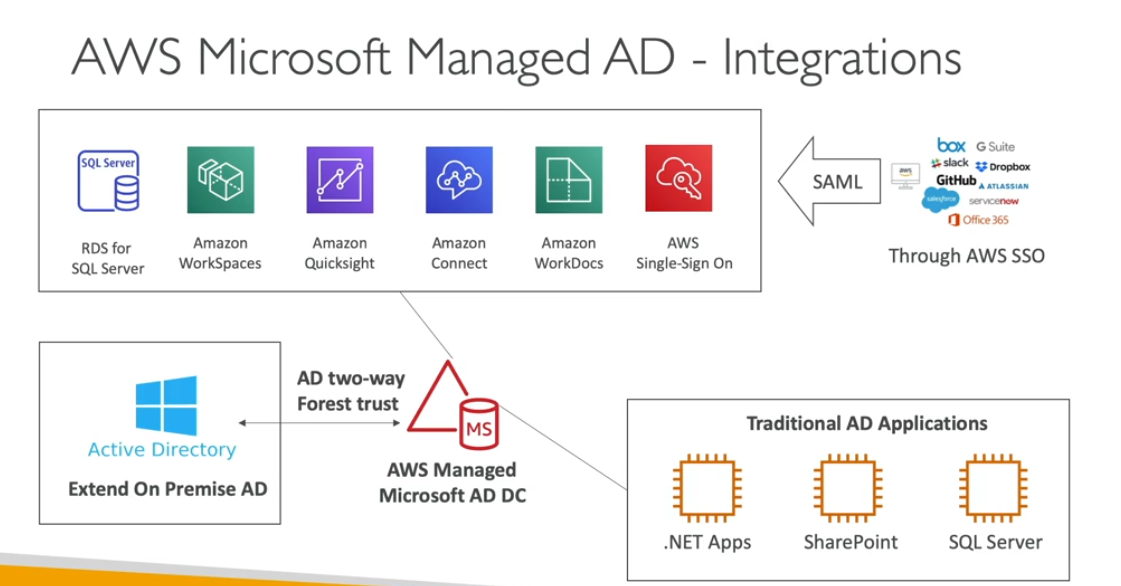 AWS Microsoft Managed AD - Integrations
SQL Server
RDS for
SQL Server
Amazon
WorkSpaces
Amazon
Quicksight
Amazon
Connect
Amazon
WorkDocs
AWS
Single-Sign On
SAML
aws
box G Suite
slack Dropbox
GitHub ATLASSIAN
salesforce servicenow
Office 365
Through AWS SSO
Active Directory
Extend On Premise AD
AD two-way
Forest trust
MS
AWS Managed
Microsoft AD DC
Traditional AD Applications
.NET Apps
SharePoint
SQL Server